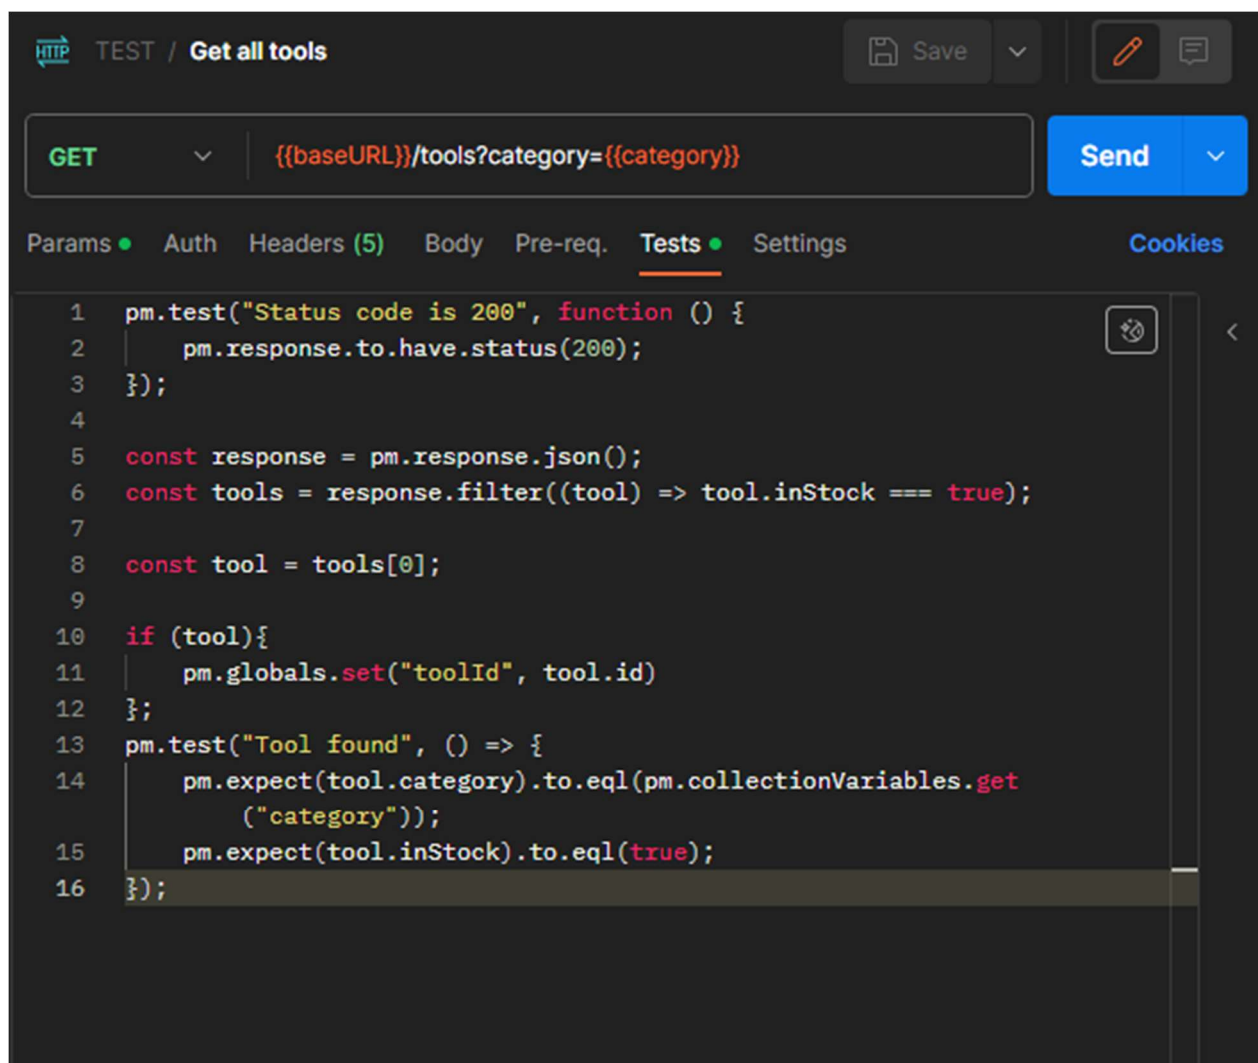 HTTP TEST / Get all tools Save
GET {{baseURL}}/tools?category={{category}} Send
Params Auth Headers (5) Body Pre-req. Tests Settings Cookies
1 pm.test("Status code is 200", function () {
2 pm.response.to.have.status(200);
3 });
4
5 const response = pm.response.json();
6 const tools = response.filter((tool) => tool.inStock === true);
7
8 const tool = tools[0];
9
10 if (tool){
11 pm.globals.set("toolId", tool.id)
12 };
13 pm.test("Tool found", () => {
14 pm.expect(tool.category).to.eql(pm.collectionVariables.get
("category"));
15 pm.expect(tool.inStock).to.eql(true);
16 });